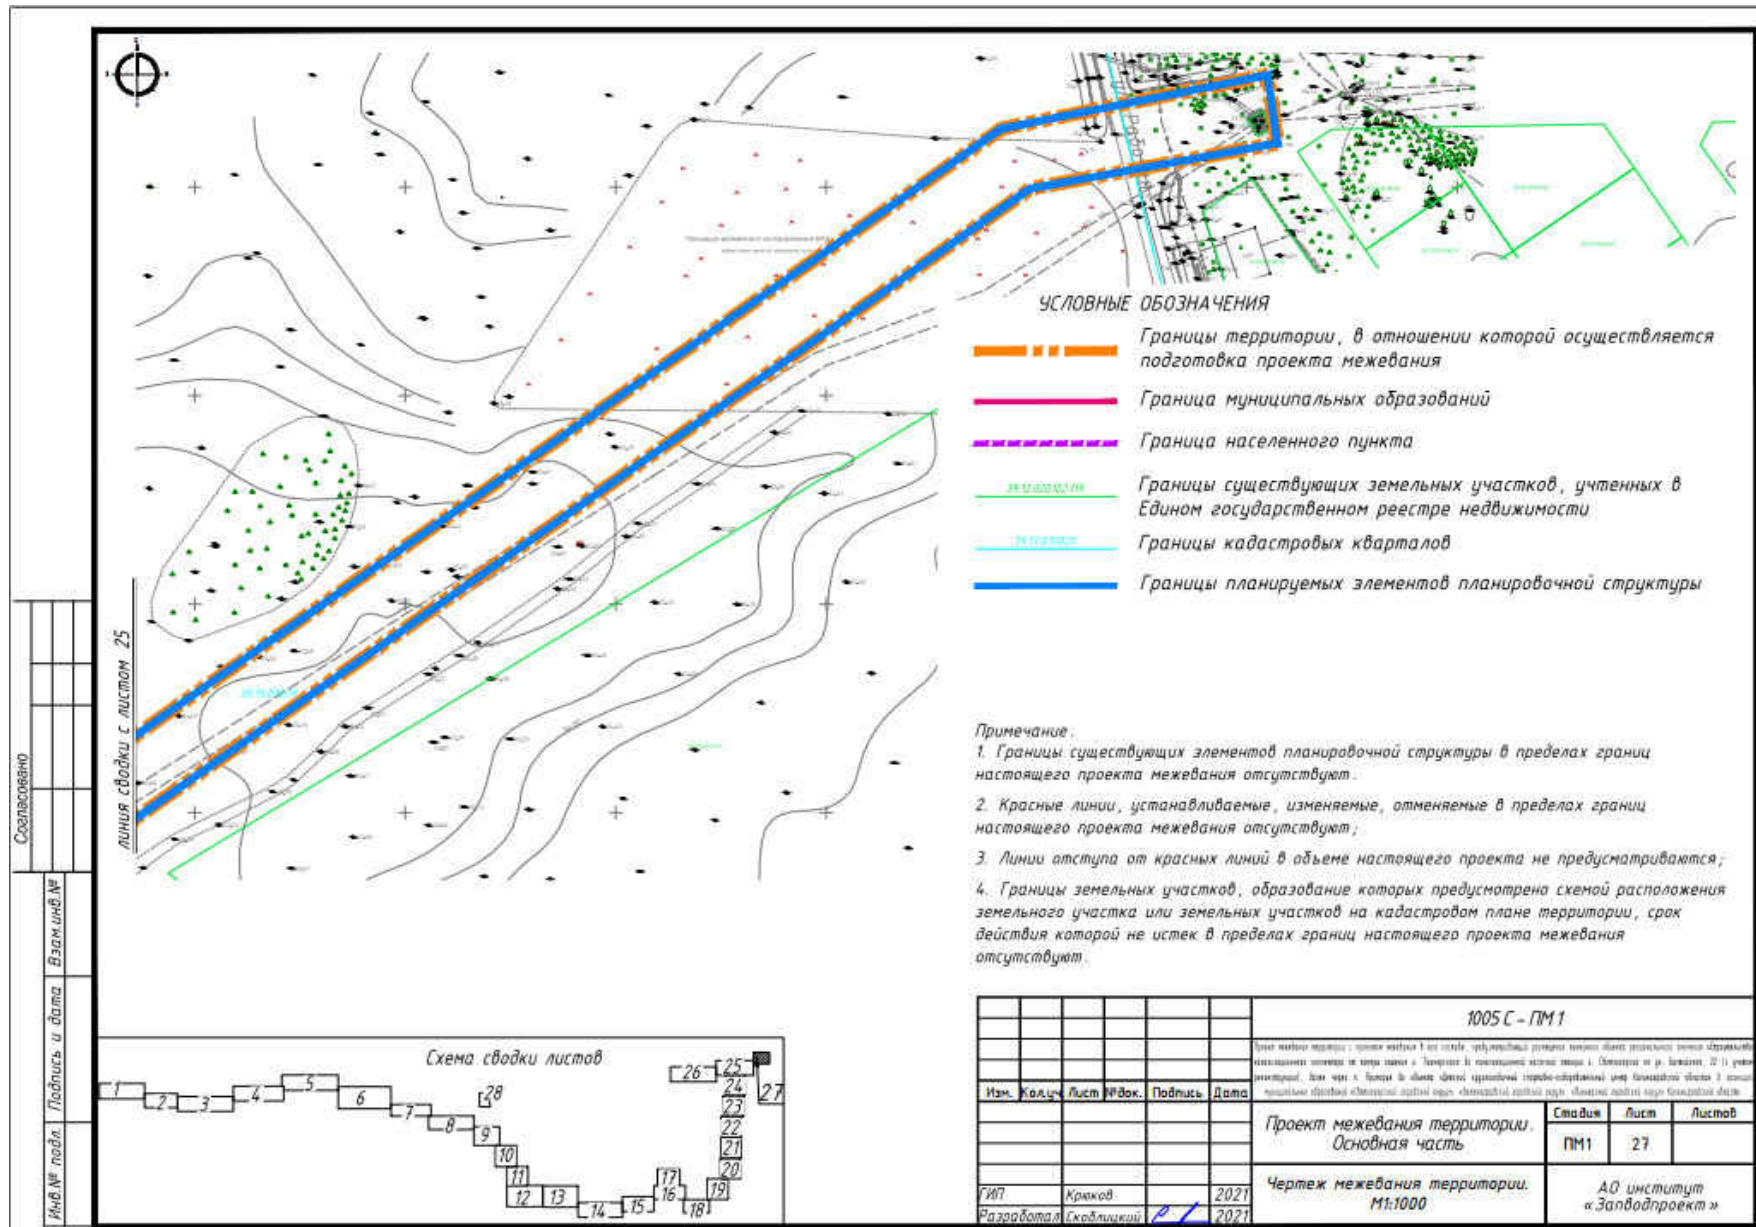 УСЛОВНЫЕ ОБОЗНАЧЕНИЯ
Границы территории, в отношении которой осуществляется
подготовка проекта межевания
Граница муниципальных образований
Граница населенного пункта
Границы существующих земельных участков, учтенных в
Едином государственном реестре недвижимости
Границы кадастровых кварталов
Границы планируемых элементов планировочной структуры
линия сводки с листом 25
Примечание:
1. Границы существующих элементов планировочной структуры в пределах границ
настоящего проекта межевания отсутствуют.
2. Красные линии, устанавливаемые, изменяемые, отменяемые в пределах границ
настоящего проекта межевания отсутствуют;
3. Линии отступа от красных линий в объеме настоящего проекта не предусматриваются;
4. Границы земельных участков, образование которых предусмотрено схемой расположения
земельного участка или земельных участков на кадастровом плане территории, срок
действия которой не истек в пределах границ настоящего проекта межевания
отсутствуют.
Согласовано
Взам.инв.№
Подпись и дата
Инв.№ подл.
Схема сводки листов
1 2 3 4 5 6 7 8 9 10 11 12 13 14 15 16 17 18 19 20 21 22 23 24 25 26 27 28
1005 С - ПМ 1
Изм. Кол.уч Лист №док. Подпись Дата
Проект межевания территории.
Основная часть
Стадия Лист Листов
ПМ1 27
ГИП Крюков 2021
Разработал Скоблицкий 2021
Чертеж межевания территории.
М1:1000
АО институт
«Запводпроект»